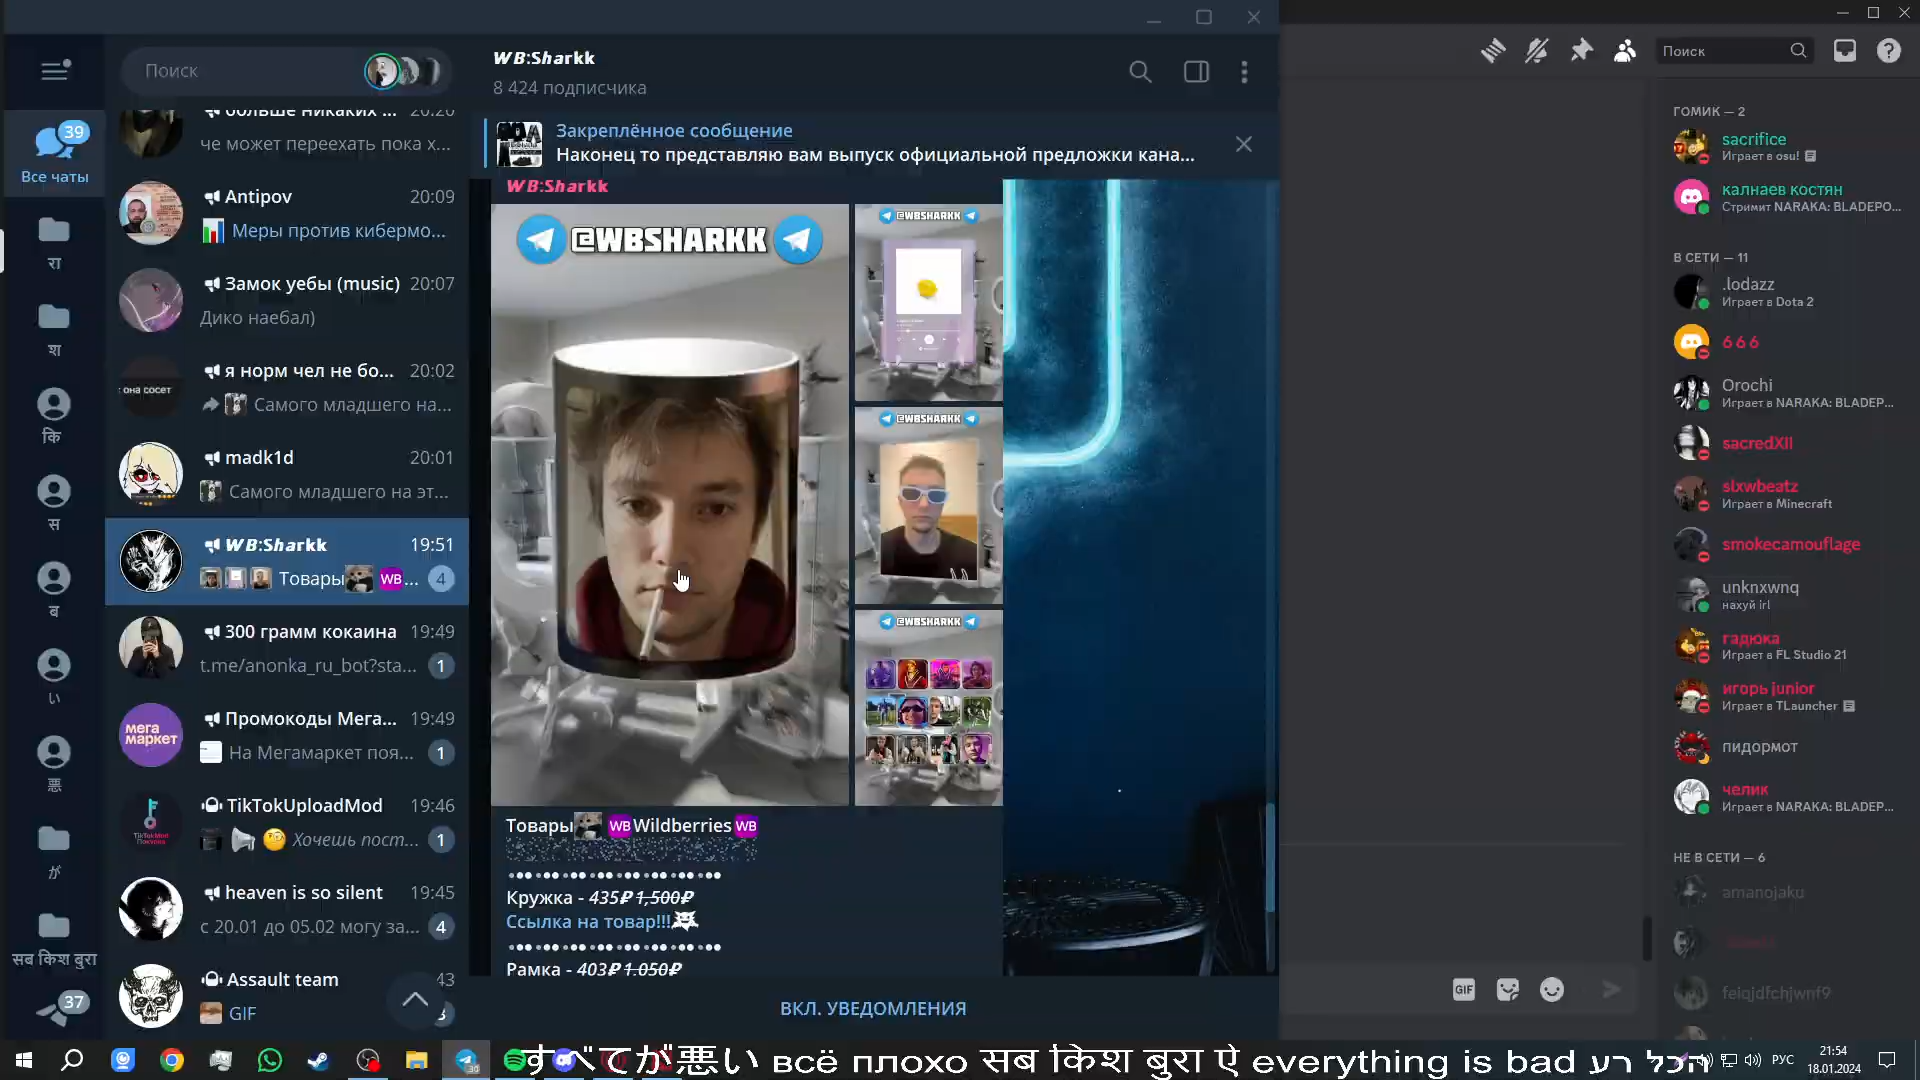 Поиск
39
Все чаты
रा
श
कि
स
ब
い
悪
が
सब किश बुरा
37
больше никаких ... 20:20
че может переехать пока х...
Antipov 20:09
Меры против кибермо...
Замок уебы (music) 20:07
Дико наебал)
я норм чел не бо... 20:02
Самого младшего на...
она сосет
madk1d 20:01
Самого младшего на эт...
WB:Sharkk 19:51
Товары WB ... 4
300 грамм кокаина 19:49
t.me/anonka_ru_bot?sta... 1
мега маркет
Промокоды Мега... 19:49
На Мегамаркет поя... 1
TikTokUploadMod 19:46
Хочешь пост... 1
heaven is so silent 19:45
с 20.01 до 05.02 могу за... 4
Assault team 43
GIF
WB:Sharkk
8 424 подписчика
Закреплённое сообщение
Наконец то представляю вам выпуск официальной предложки кана...
WB:Sharkk
@WBSHARKK
@WBSHARKK
@WBSHARKK
@WBSHARKK
Товары WB Wildberries WB
Кружка - 435₽ 1,500₽
Ссылка на товар!!!
Рамка - 403₽ 1,050₽
ВКЛ. УВЕДОМЛЕНИЯ
Поиск
ГОМИК — 2
sacrifice
Играет в osu!
калнаев костян
Стримит NARAKA: BLADEPO...
В СЕТИ — 11
.lodazz
Играет в Dota 2
6 6 6
Orochi
Играет в NARAKA: BLADEP...
sacredXII
slxwbeatz
Играет в Minecraft
smokecamouflage
unknxwnq
нахуй irl
гадюка
Играет в FL Studio 21
игорь junior
Играет в TLauncher
пидормот
челик
Играет в NARAKA: BLADEP...
НЕ В СЕТИ — 6
amanojaku
feiqjdfchjwnf9
GIF
すべてが悪い всё плохо सब किश बुरा ऐ everything is bad הכל רע
РУС
21:54
18.01.2024